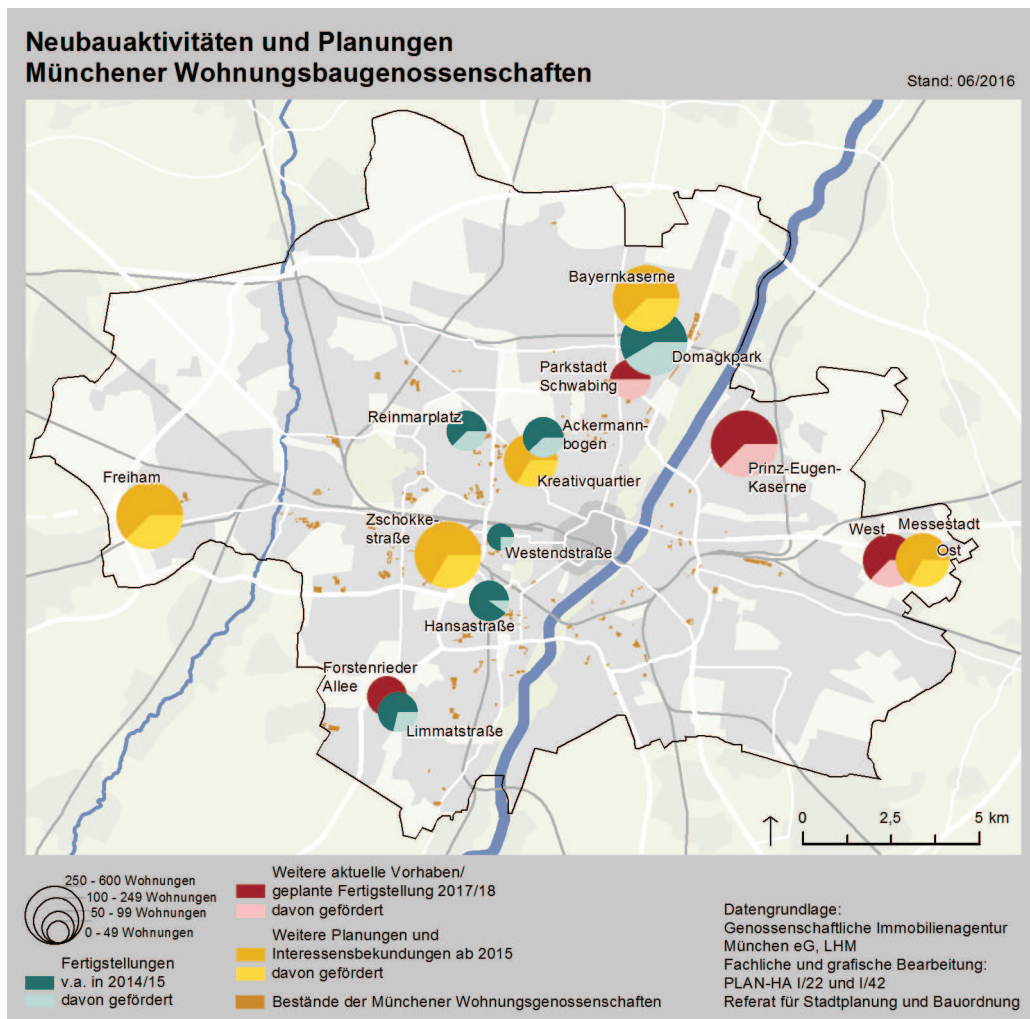 Neubauaktivitäten und Planungen
Münchener Wohnungsbaugenossenschaften
Stand: 06/2016
Bayernkaserne
Domagkpark
Parkstadt
Schwabing
Reinmarplatz
Ackermann-
bogen
Kreativquartier
Prinz-Eugen-
Kaserne
Freiham
Zschokke-
straße
Westendstraße
West
Messestadt
Ost
Hansastraße
Forstenrieder
Allee
Limmatstraße
0 2,5 5 km
250 - 600 Wohnungen
100 - 249 Wohnungen
50 - 99 Wohnungen
0 - 49 Wohnungen
Fertigstellungen
v.a. in 2014/15
davon gefördert
Weitere aktuelle Vorhaben/
geplante Fertigstellung 2017/18
davon gefördert
Weitere Planungen und
Interessensbekundungen ab 2015
davon gefördert
Bestände der Münchener Wohnungsgenossenschaften
Datengrundlage:
Genossenschaftliche Immobilienagentur
München eG, LHM
Fachliche und grafische Bearbeitung:
PLAN-HA I/22 und I/42
Referat für Stadtplanung und Bauordnung